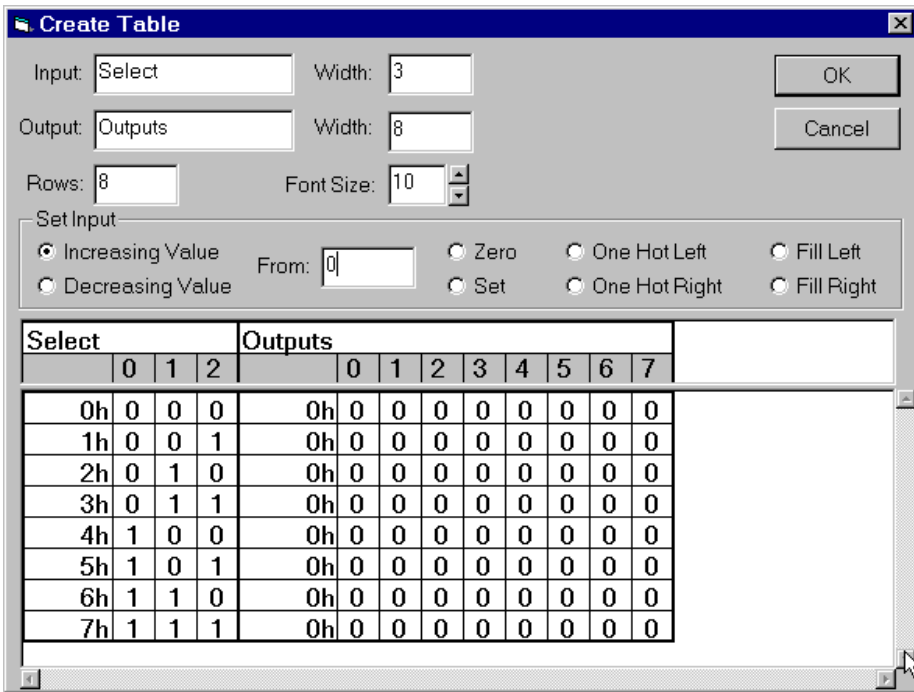 Create Table
Input: Select Width: 3 OK
Output: Outputs Width: 8 Cancel
Rows: 8 Font Size: 10
Set Input
Increasing Value From: 0 Zero One Hot Left Fill Left
Decreasing Value Set One Hot Right Fill Right
Select Outputs
0 1 2 0 1 2 3 4 5 6 7
0h 0 0 0 0h 0 0 0 0 0 0 0 0
1h 0 0 1 0h 0 0 0 0 0 0 0 0
2h 0 1 0 0h 0 0 0 0 0 0 0 0
3h 0 1 1 0h 0 0 0 0 0 0 0 0
4h 1 0 0 0h 0 0 0 0 0 0 0 0
5h 1 0 1 0h 0 0 0 0 0 0 0 0
6h 1 1 0 0h 0 0 0 0 0 0 0 0
7h 1 1 1 0h 0 0 0 0 0 0 0 0